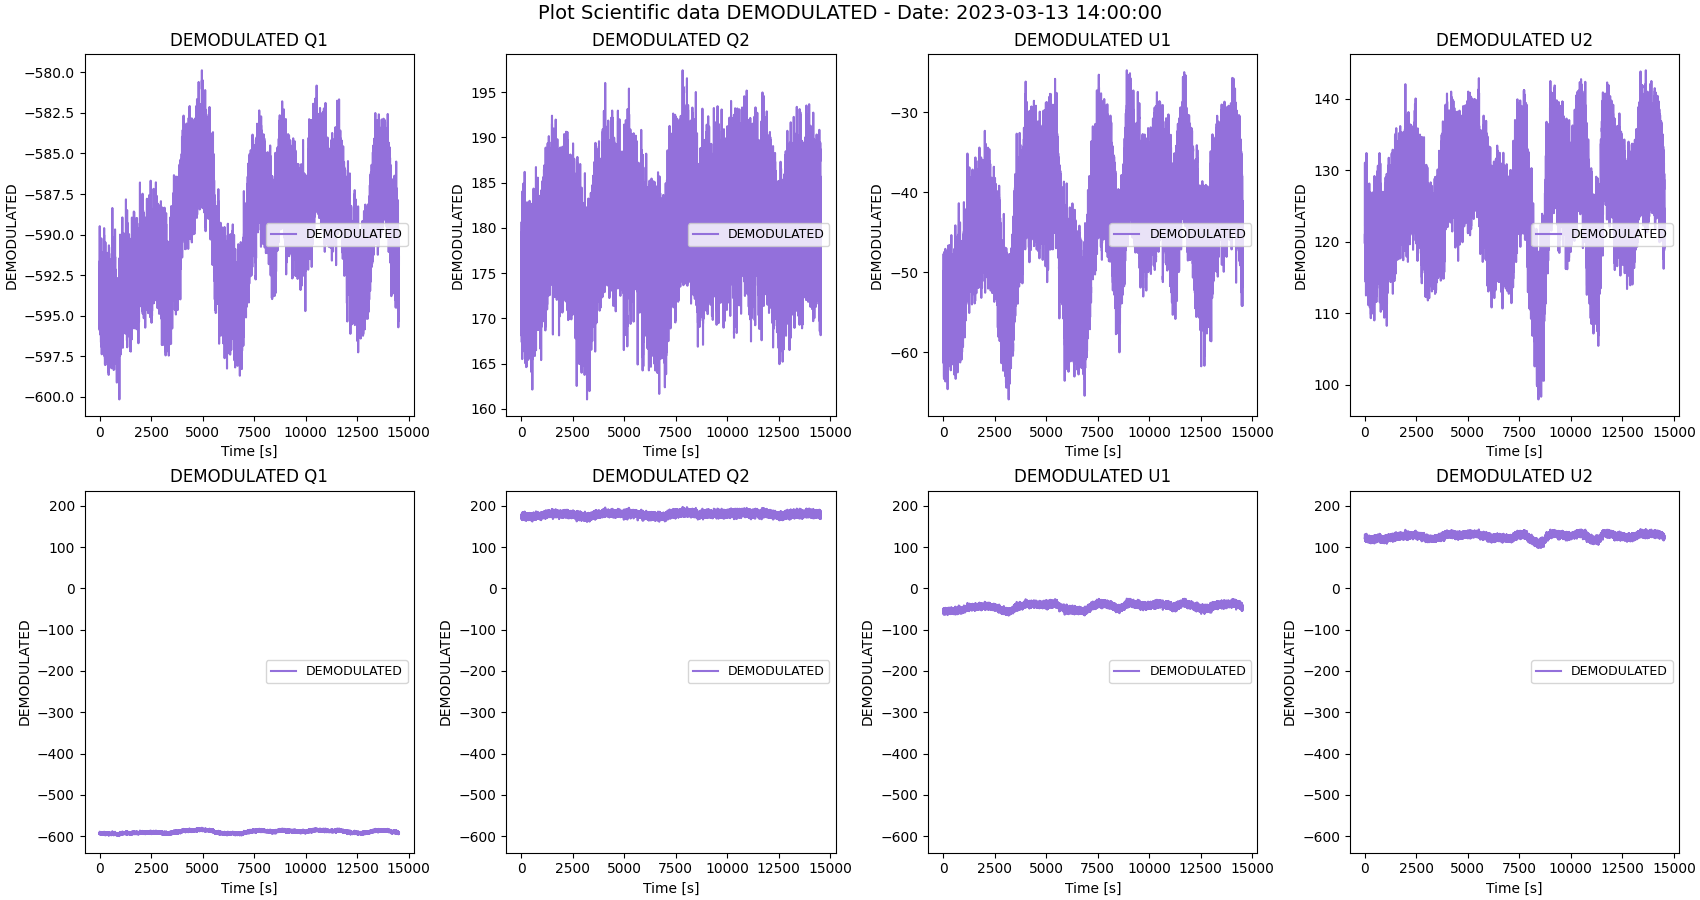 Plot Scientific data DEMODULATED - Date: 2023-03-13 14:00:00
DEMODULATED Q1
DEMODULATED
−580.0
−582.5
−585.0
−587.5
−590.0
−592.5
−595.0
−597.5
−600.0
DEMODULATED
0 2500 5000 7500 10000 12500 15000
Time [s]
DEMODULATED Q2
DEMODULATED
195
190
185
180
175
170
165
160
DEMODULATED
0 2500 5000 7500 10000 12500 15000
Time [s]
DEMODULATED U1
DEMODULATED
−30
−40
−50
−60
DEMODULATED
0 2500 5000 7500 10000 12500 15000
Time [s]
DEMODULATED U2
DEMODULATED
140
130
120
110
100
DEMODULATED
0 2500 5000 7500 10000 12500 15000
Time [s]
DEMODULATED Q1
DEMODULATED
200
100
0
−100
−200
−300
−400
−500
−600
DEMODULATED
0 2500 5000 7500 10000 12500 15000
Time [s]
DEMODULATED Q2
DEMODULATED
200
100
0
−100
−200
−300
−400
−500
−600
DEMODULATED
0 2500 5000 7500 10000 12500 15000
Time [s]
DEMODULATED U1
DEMODULATED
200
100
0
−100
−200
−300
−400
−500
−600
DEMODULATED
0 2500 5000 7500 10000 12500 15000
Time [s]
DEMODULATED U2
DEMODULATED
200
100
0
−100
−200
−300
−400
−500
−600
DEMODULATED
0 2500 5000 7500 10000 12500 15000
Time [s]